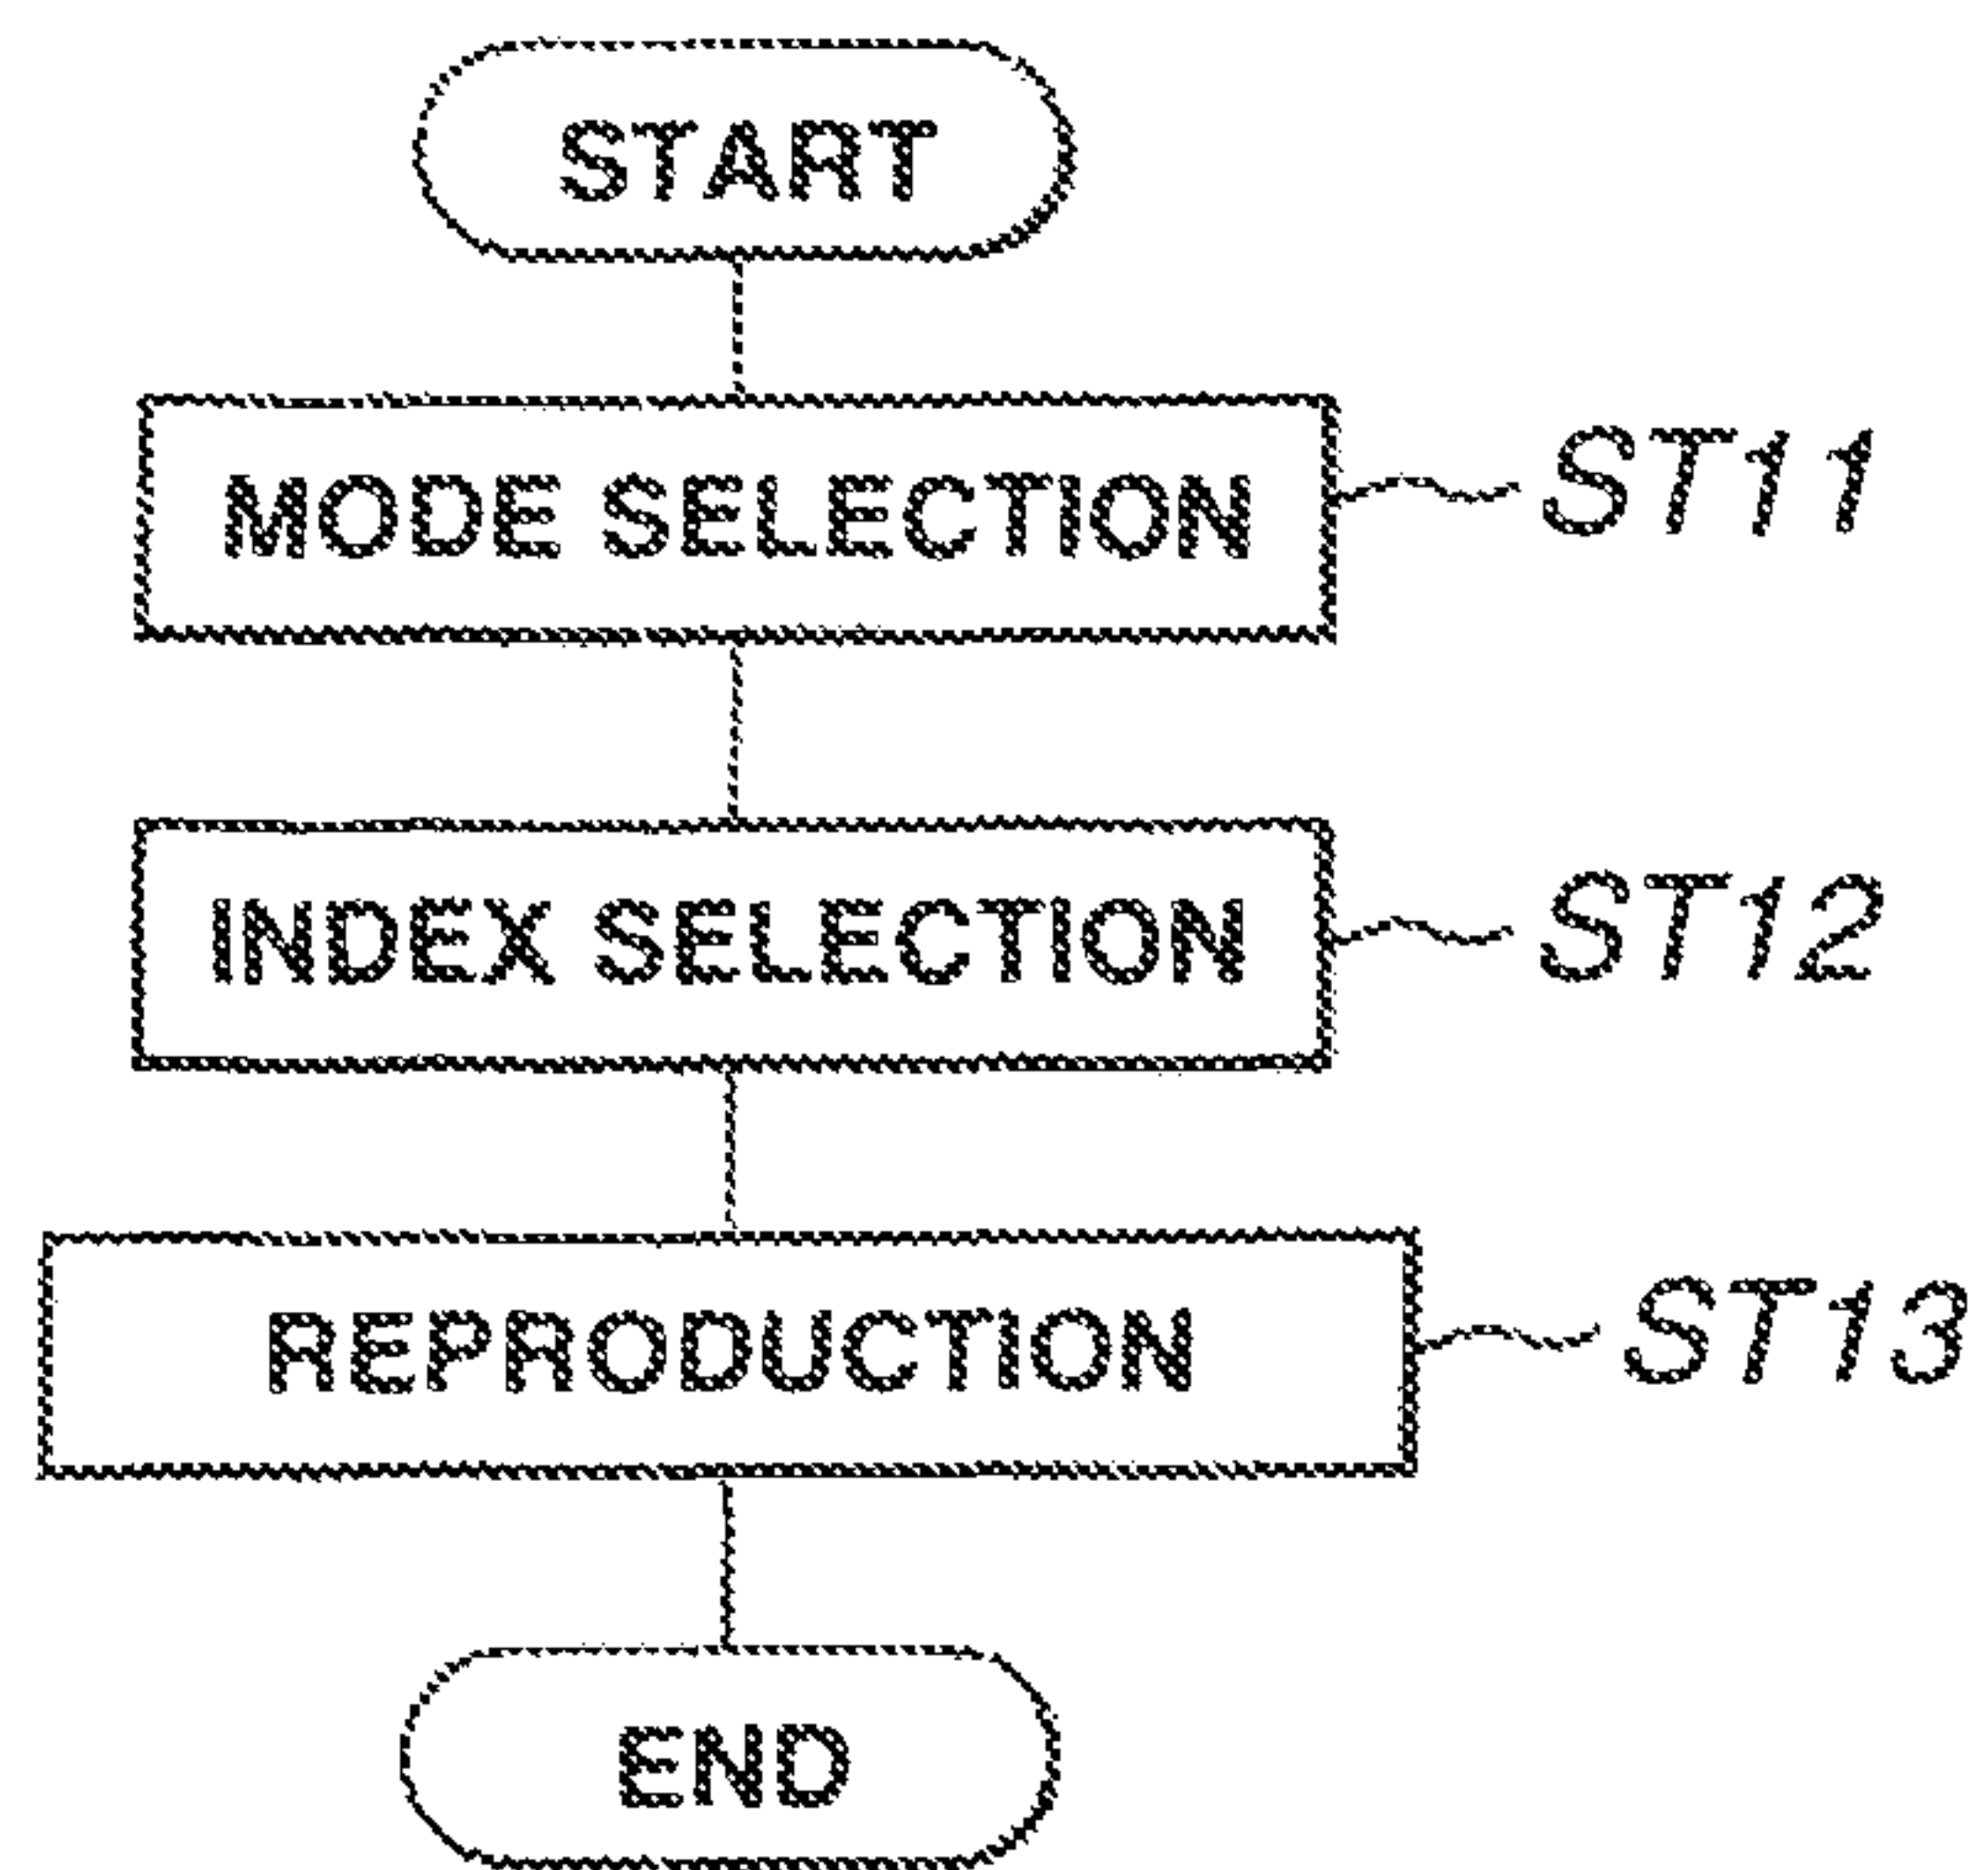 START
MODE SELECTION
ST11
INDEX SELECTION
ST12
REPRODUCTION
ST13
END